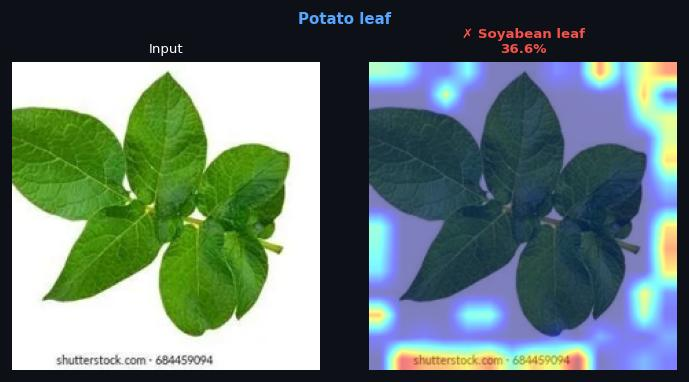 Potato leaf
Input
✗ Soyabean leaf
36.6%
shutterstock.com · 684459094
shutterstock.com · 684459094